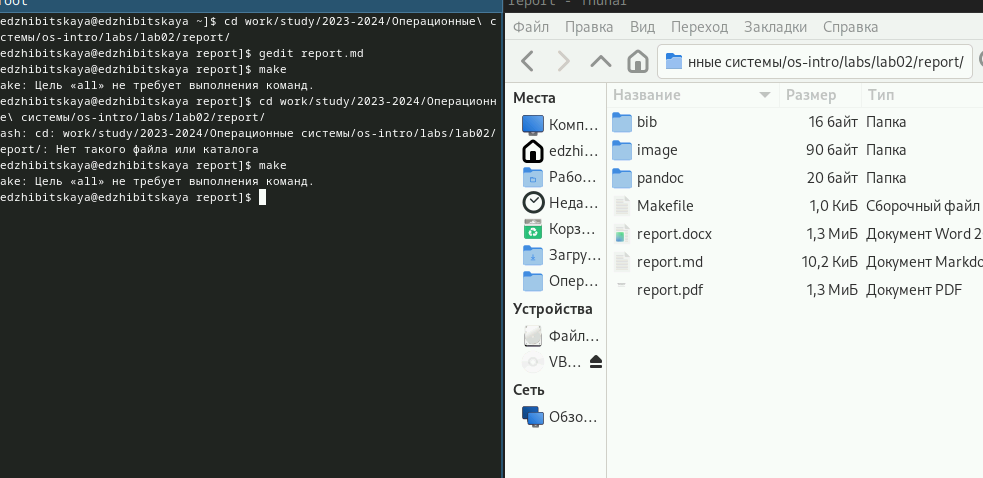 root
edzhibitskaya@edzhibitskaya ~]$ cd work/study/2023-2024/Операционные\ с
стемы/os-intro/labs/lab02/report/
edzhibitskaya@edzhibitskaya report]$ gedit report.md
edzhibitskaya@edzhibitskaya report]$ make
ake: Цель «all» не требует выполнения команд.
edzhibitskaya@edzhibitskaya report]$ cd work/study/2023-2024/Операционн
е\ системы/os-intro/labs/lab02/report/
ash: cd: work/study/2023-2024/Операционные системы/os-intro/labs/lab02/
eport/: Нет такого файла или каталога
edzhibitskaya@edzhibitskaya report]$ make
ake: Цель «all» не требует выполнения команд.
edzhibitskaya@edzhibitskaya report]$
report - Thunar
Файл Правка Вид Переход Закладки Справка
нные системы/os-intro/labs/lab02/report/
Места
Комп...
edzhi...
Рабо...
Неда...
Корз...
Загру...
Опер...
Устройства
Файл...
VB...
Сеть
Обзо...
Название Размер Тип
bib 16 байт Папка
image 90 байт Папка
pandoc 20 байт Папка
Makefile 1,0 КиБ Сборочный файл
report.docx 1,3 МиБ Документ Word 2
report.md 10,2 КиБ Документ Markdo
report.pdf 1,3 МиБ Документ PDF